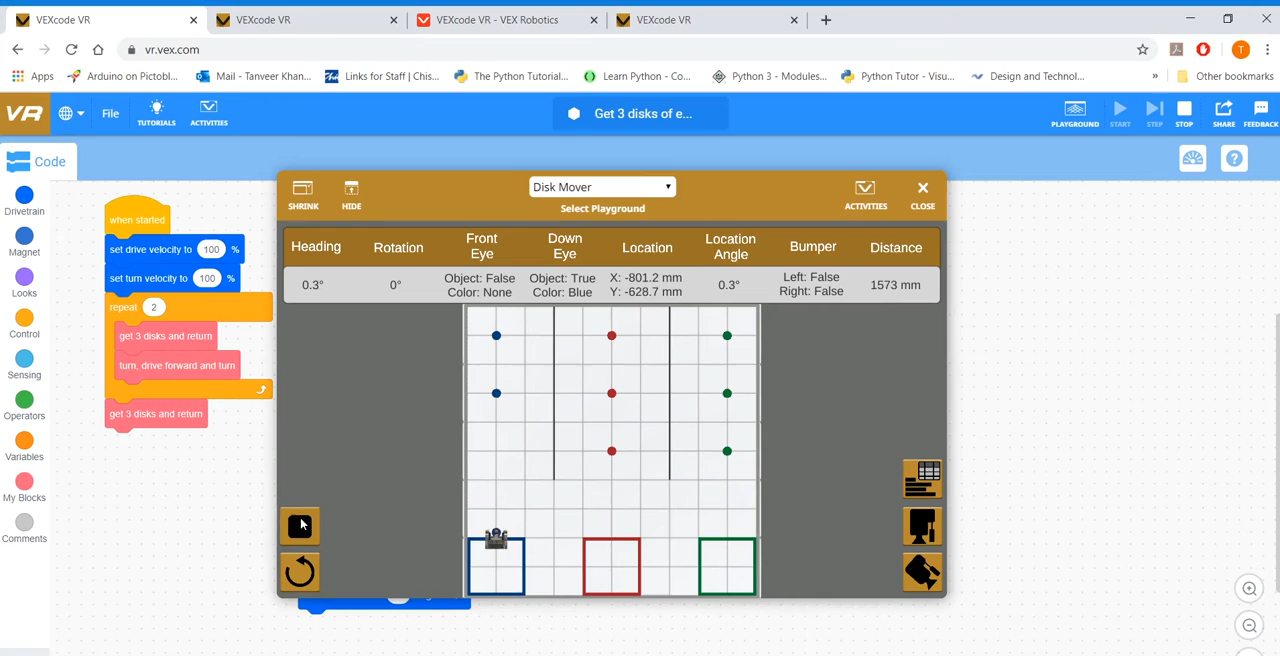 VEXcode VR
VEXcode VR
VEXcode VR - VEX Robotics
VEXcode VR
vr.vex.com
T
Apps
Arduino on Pictobl...
Mail - Tanveer Khan...
Links for Staff | Chis...
The Python Tutorial...
Learn Python - Co...
Python 3 - Modules...
Python Tutor - Visu...
Design and Technol...
»
Other bookmarks
VR
File
TUTORIALS
ACTIVITIES
Get 3 disks of e...
PLAYGROUND
START
STEP
STOP
SHARE
FEEDBACK
Code
Drivetrain
Magnet
Looks
Control
Sensing
Operators
Variables
My Blocks
Comments
when started
set drive velocity to 100 %
set turn velocity to 100 %
repeat 2
get 3 disks and return
turn, drive forward and turn
get 3 disks and return
SHRINK
HIDE
Disk Mover
Select Playground
ACTIVITIES
CLOSE
Heading
Rotation
Front
Eye
Down
Eye
Location
Location
Angle
Bumper
Distance
0.3°
0°
Object: False
Color: None
Object: True
Color: Blue
X: -801.2 mm
Y: -628.7 mm
0.3°
Left: False
Right: False
1573 mm